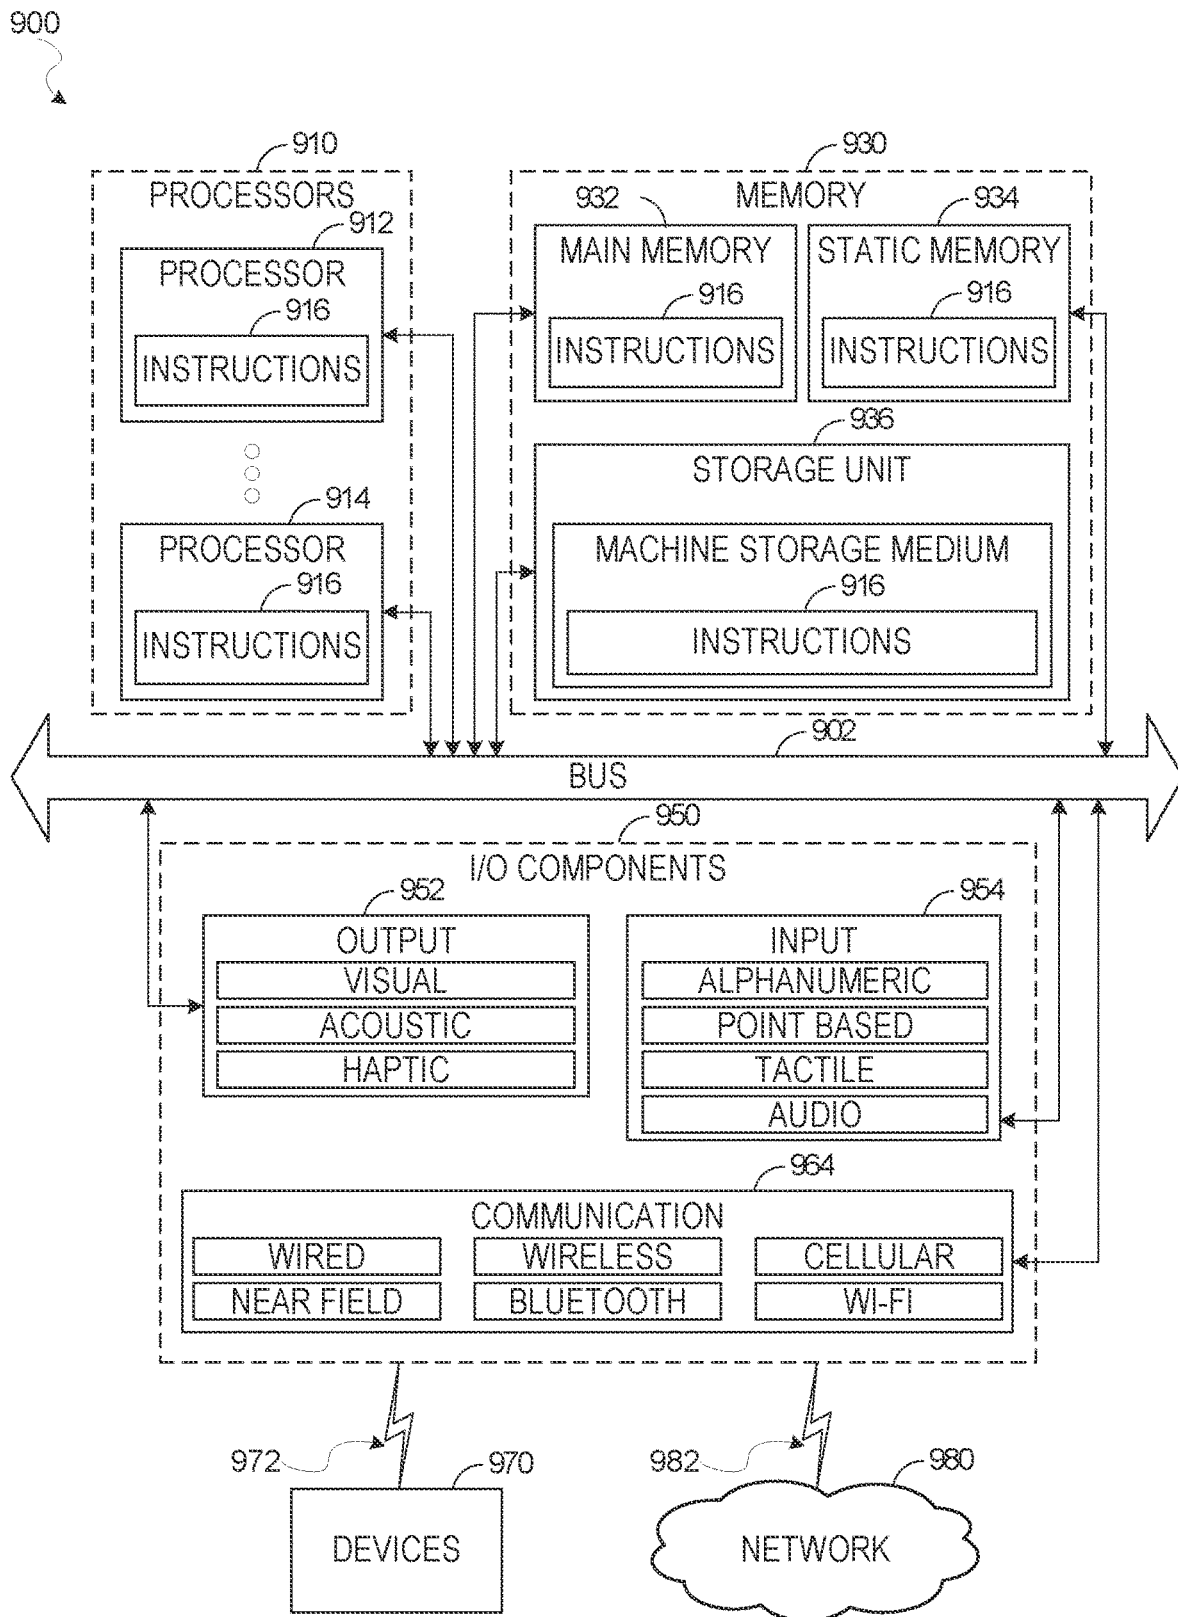 900
910
PROCESSORS
912
PROCESSOR
916
INSTRUCTIONS
914
PROCESSOR
916
INSTRUCTIONS
930
MEMORY
932
MAIN MEMORY
916
INSTRUCTIONS
934
STATIC MEMORY
916
INSTRUCTIONS
936
STORAGE UNIT
MACHINE STORAGE MEDIUM
916
INSTRUCTIONS
902
BUS
950
I/O COMPONENTS
952
OUTPUT
VISUAL
ACOUSTIC
HAPTIC
954
INPUT
ALPHANUMERIC
POINT BASED
TACTILE
AUDIO
964
COMMUNICATION
WIRED
WIRELESS
CELLULAR
NEAR FIELD
BLUETOOTH
WI-FI
972
970
DEVICES
982
980
NETWORK